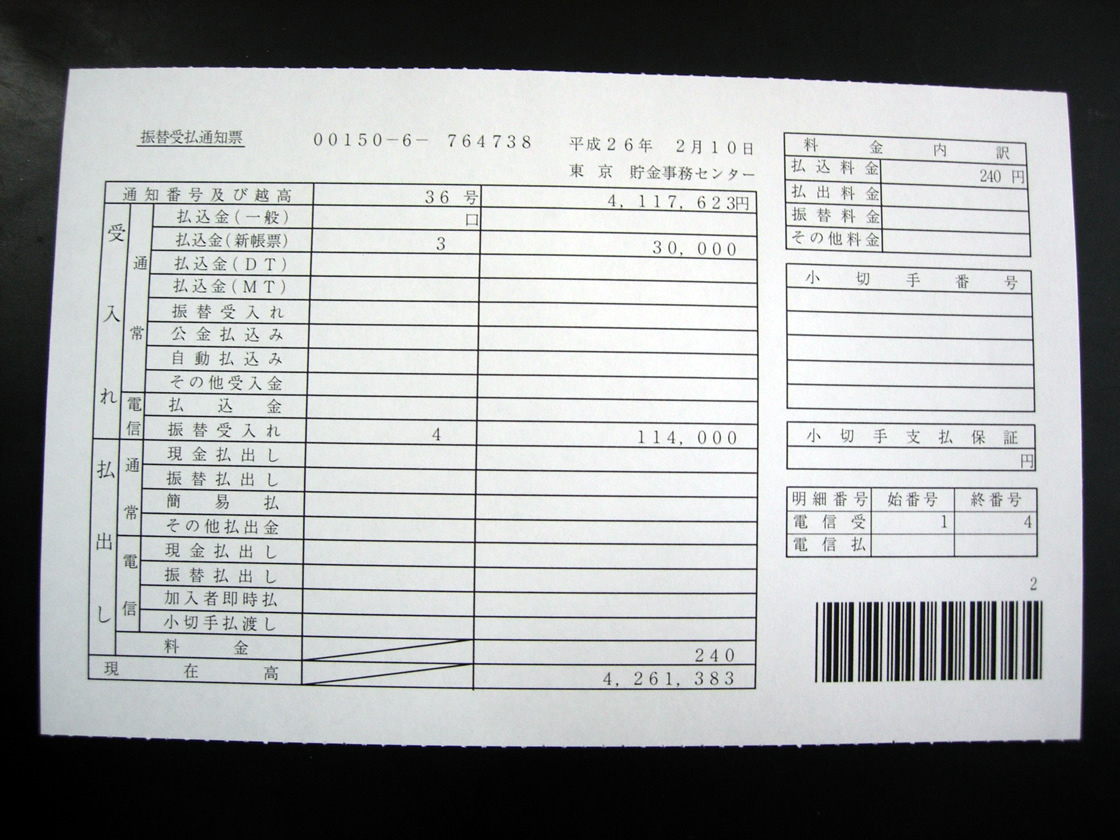 振替受払通知票 00150-6- 764738 平成26年 2月10日
東京 貯金事務センター
通知番号及び越高 36 号 4,117,623円
受入れ
通常
払込金(一般) 口
払込金(新帳票) 3 30,000
払込金(DT)
払込金(MT)
振替受入れ
公金払込み
自動払込み
その他受入金
電信
払込金
振替受入れ 4 114,000
払出し
通常
現金払出し
振替払出し
簡易払
その他払出金
電信
現金払出し
振替払出し
加入者即時払
小切手払渡し
料金 240
現在高 4,261,383
料金内訳
払込料金 240 円
払出料金
振替料金
その他料金
小切手番号
小切手支払保証
円
明細番号 始番号 終番号
電信受 1 4
電信払
2